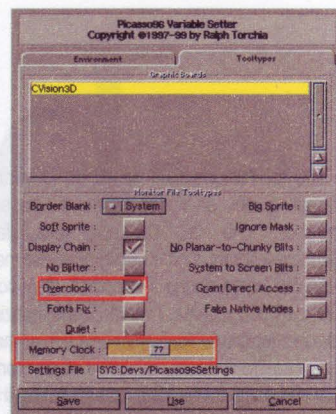 Picasso96 Variable Setter
Copyright ©1997-99 by Ralph Torchia
Environment
Tooltypes
Graphic Boards
CVision3D
Monitor File Tooltypes
Border Blank : System
Big Sprite :
Soft Sprite :
Ignore Mask :
Display Chain :
No Planar-to-Chunky Blits :
No Blitter :
System to Screen Blits :
Overclock :
Grant Direct Access :
Fonts Fix :
Fake Native Modes :
Quiet :
Memory Clock : 77
Settings File : SYS:Devs/Picasso96Settings
Save
Use
Cancel